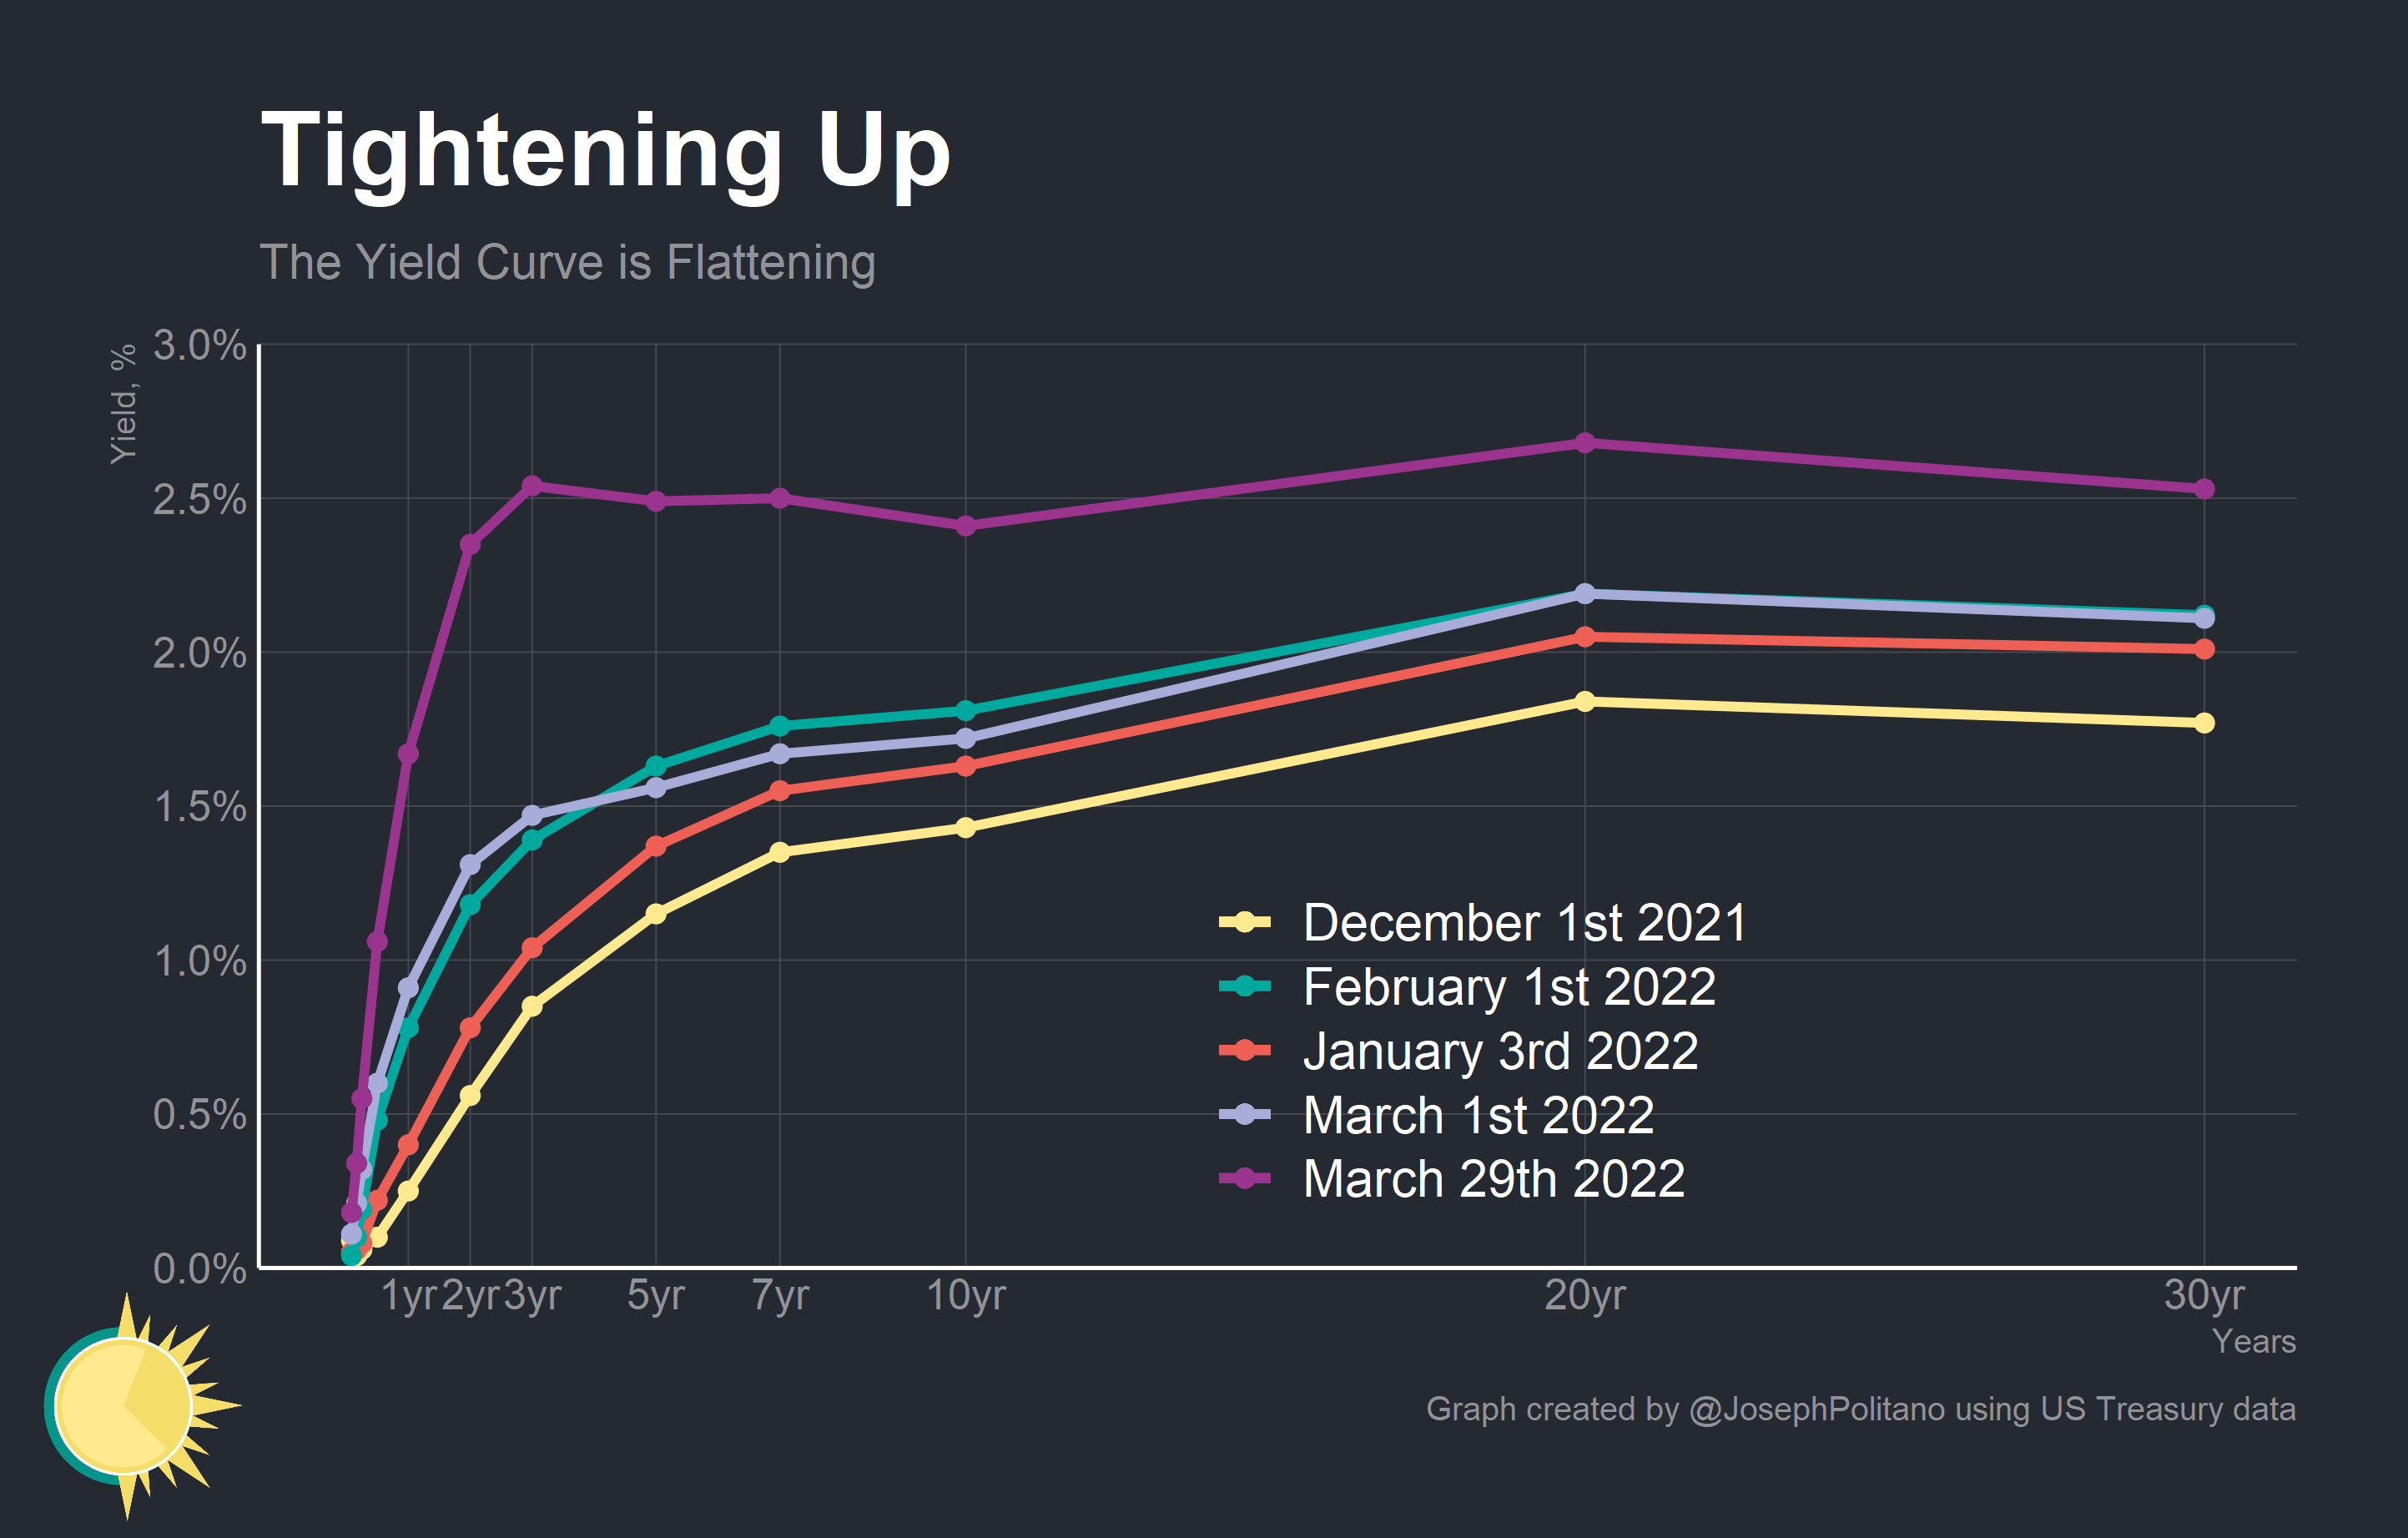 Tightening Up
The Yield Curve is Flattening
Yield, %
3.0%
2.5%
2.0%
1.5%
1.0%
0.5%
0.0%
December 1st 2021
February 1st 2022
January 3rd 2022
March 1st 2022
March 29th 2022
1yr 2yr 3yr 5yr 7yr 10yr 20yr 30yr
Years
Graph created by @JosephPolitano using US Treasury data